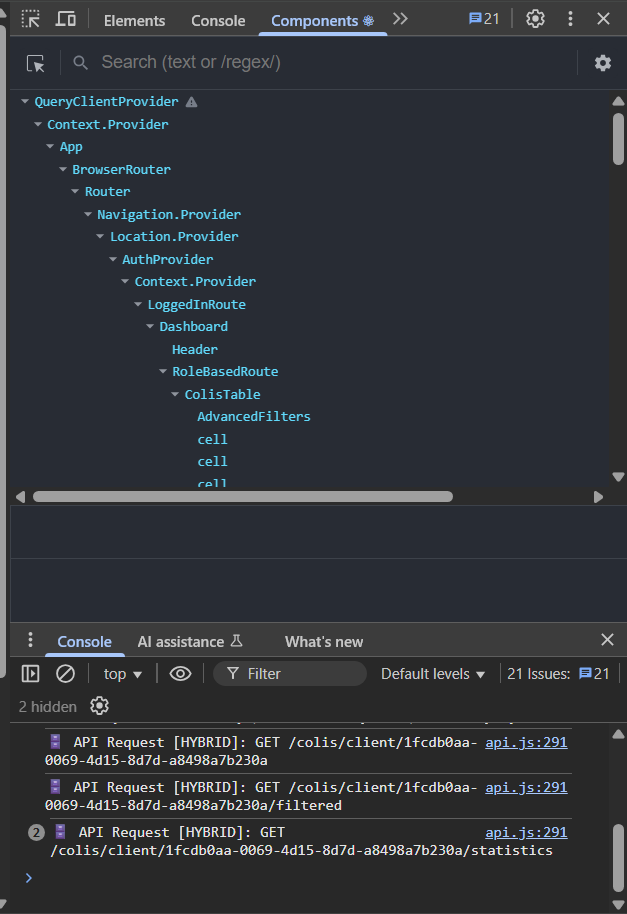 Elements Console Components 21
Search (text or /regex/)
QueryClientProvider
Context.Provider
App
BrowserRouter
Router
Navigation.Provider
Location.Provider
AuthProvider
Context.Provider
LoggedInRoute
Dashboard
Header
RoleBasedRoute
ColisTable
AdvancedFilters
cell
cell
cell
Console AI assistance What's new
top Filter Default levels 21 Issues: 21
2 hidden
API Request [HYBRID]: GET /colis/client/1fcdb0aa- api.js:291
0069-4d15-8d7d-a8498a7b230a
API Request [HYBRID]: GET /colis/client/1fcdb0aa- api.js:291
0069-4d15-8d7d-a8498a7b230a/filtered
2 API Request [HYBRID]: GET api.js:291
/colis/client/1fcdb0aa-0069-4d15-8d7d-a8498a7b230a/statistics